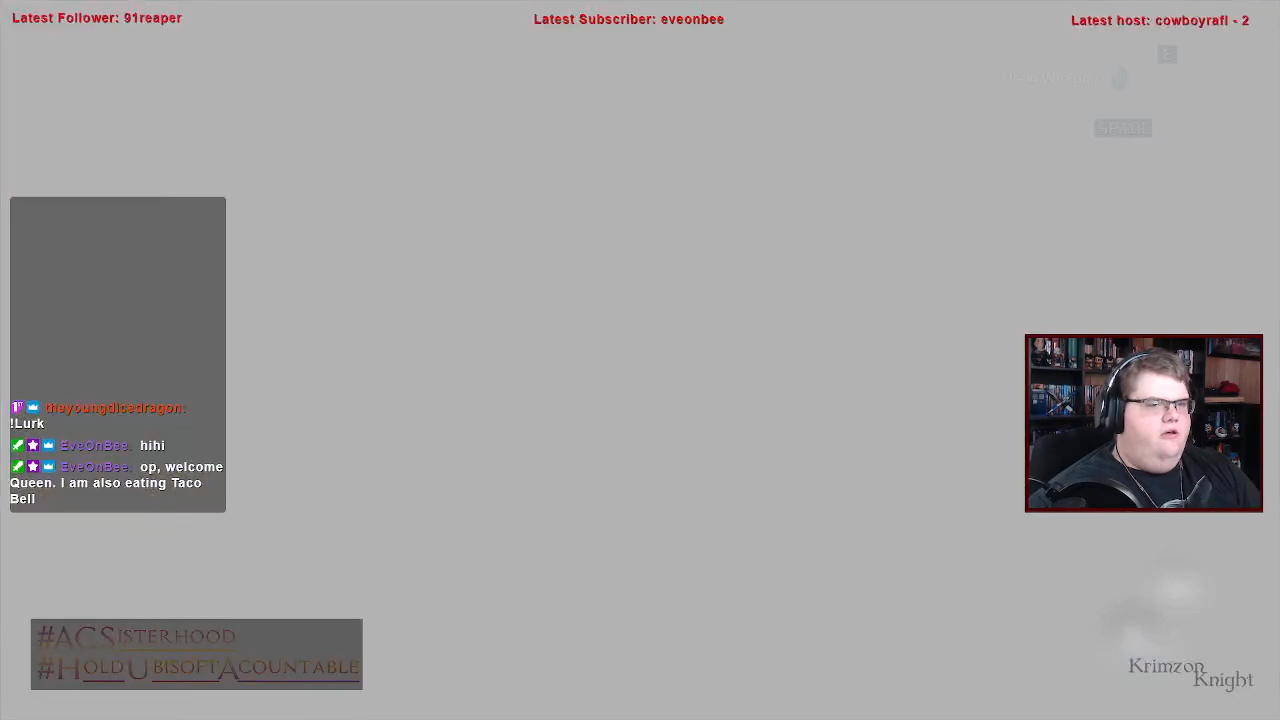 Latest Follower: 91reaper
Latest Subscriber: eveonbee
Latest host: cowboyrafl - 2
E
SPACE
theyoungdicedragon:
!Lurk
EveOnBee: hihi
EveOnBee: op, welcome
Queen. I am also eating Taco
Bell
#ACSisterhood
#HoldUbisoftAcountable
Krimzon
Knight